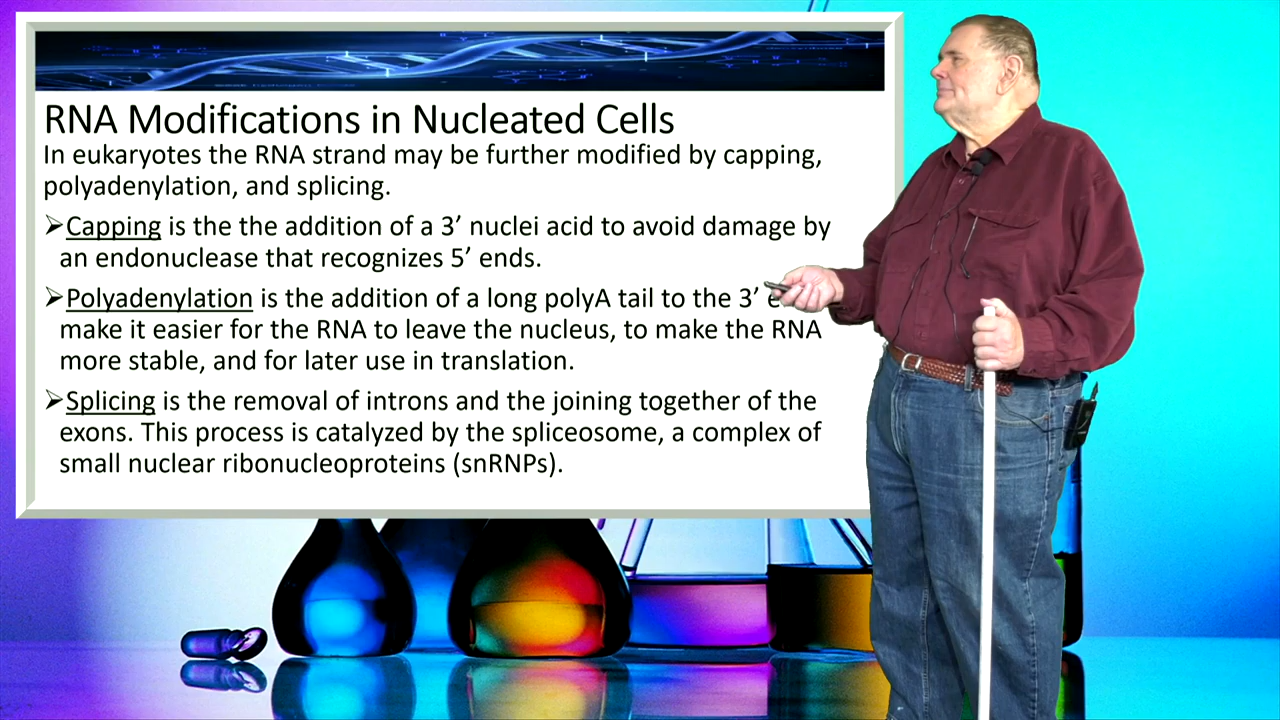 RNA Modifications in Nucleated Cells
In eukaryotes the RNA strand may be further modified by capping,
polyadenylation, and splicing.
➢Capping is the the addition of a 3’ nuclei acid to avoid damage by
an endonuclease that recognizes 5’ ends.
➢Polyadenylation is the addition of a long polyA tail to the 3’
make it easier for the RNA to leave the nucleus, to make the RNA
more stable, and for later use in translation.
➢Splicing is the removal of introns and the joining together of the
exons. This process is catalyzed by the spliceosome, a complex of
small nuclear ribonucleoproteins (snRNPs).